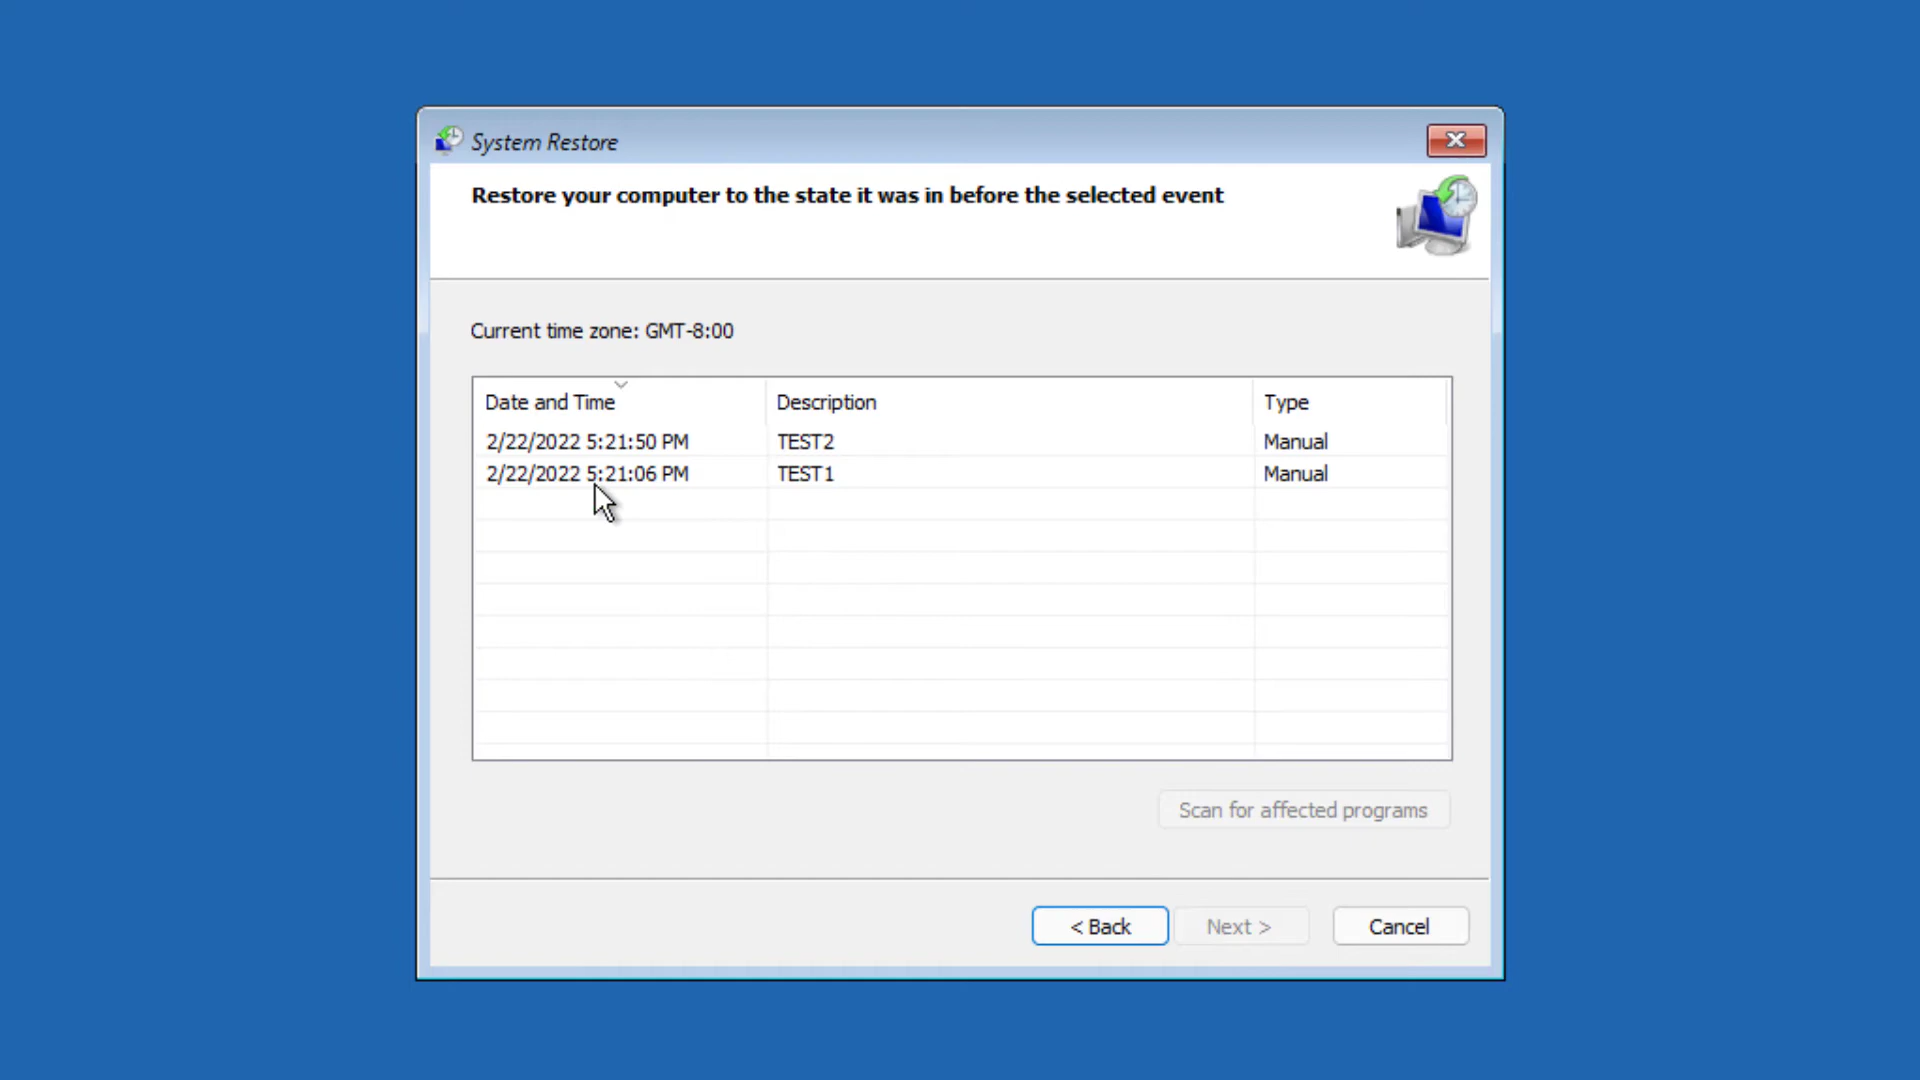 System Restore
Restore your computer to the state it was in before the selected event
Current time zone: GMT-8:00
Date and Time Description Type
2/22/2022 5:21:50 PM TEST2 Manual
2/22/2022 5:21:06 PM TEST1 Manual
Scan for affected programs
< Back Next > Cancel